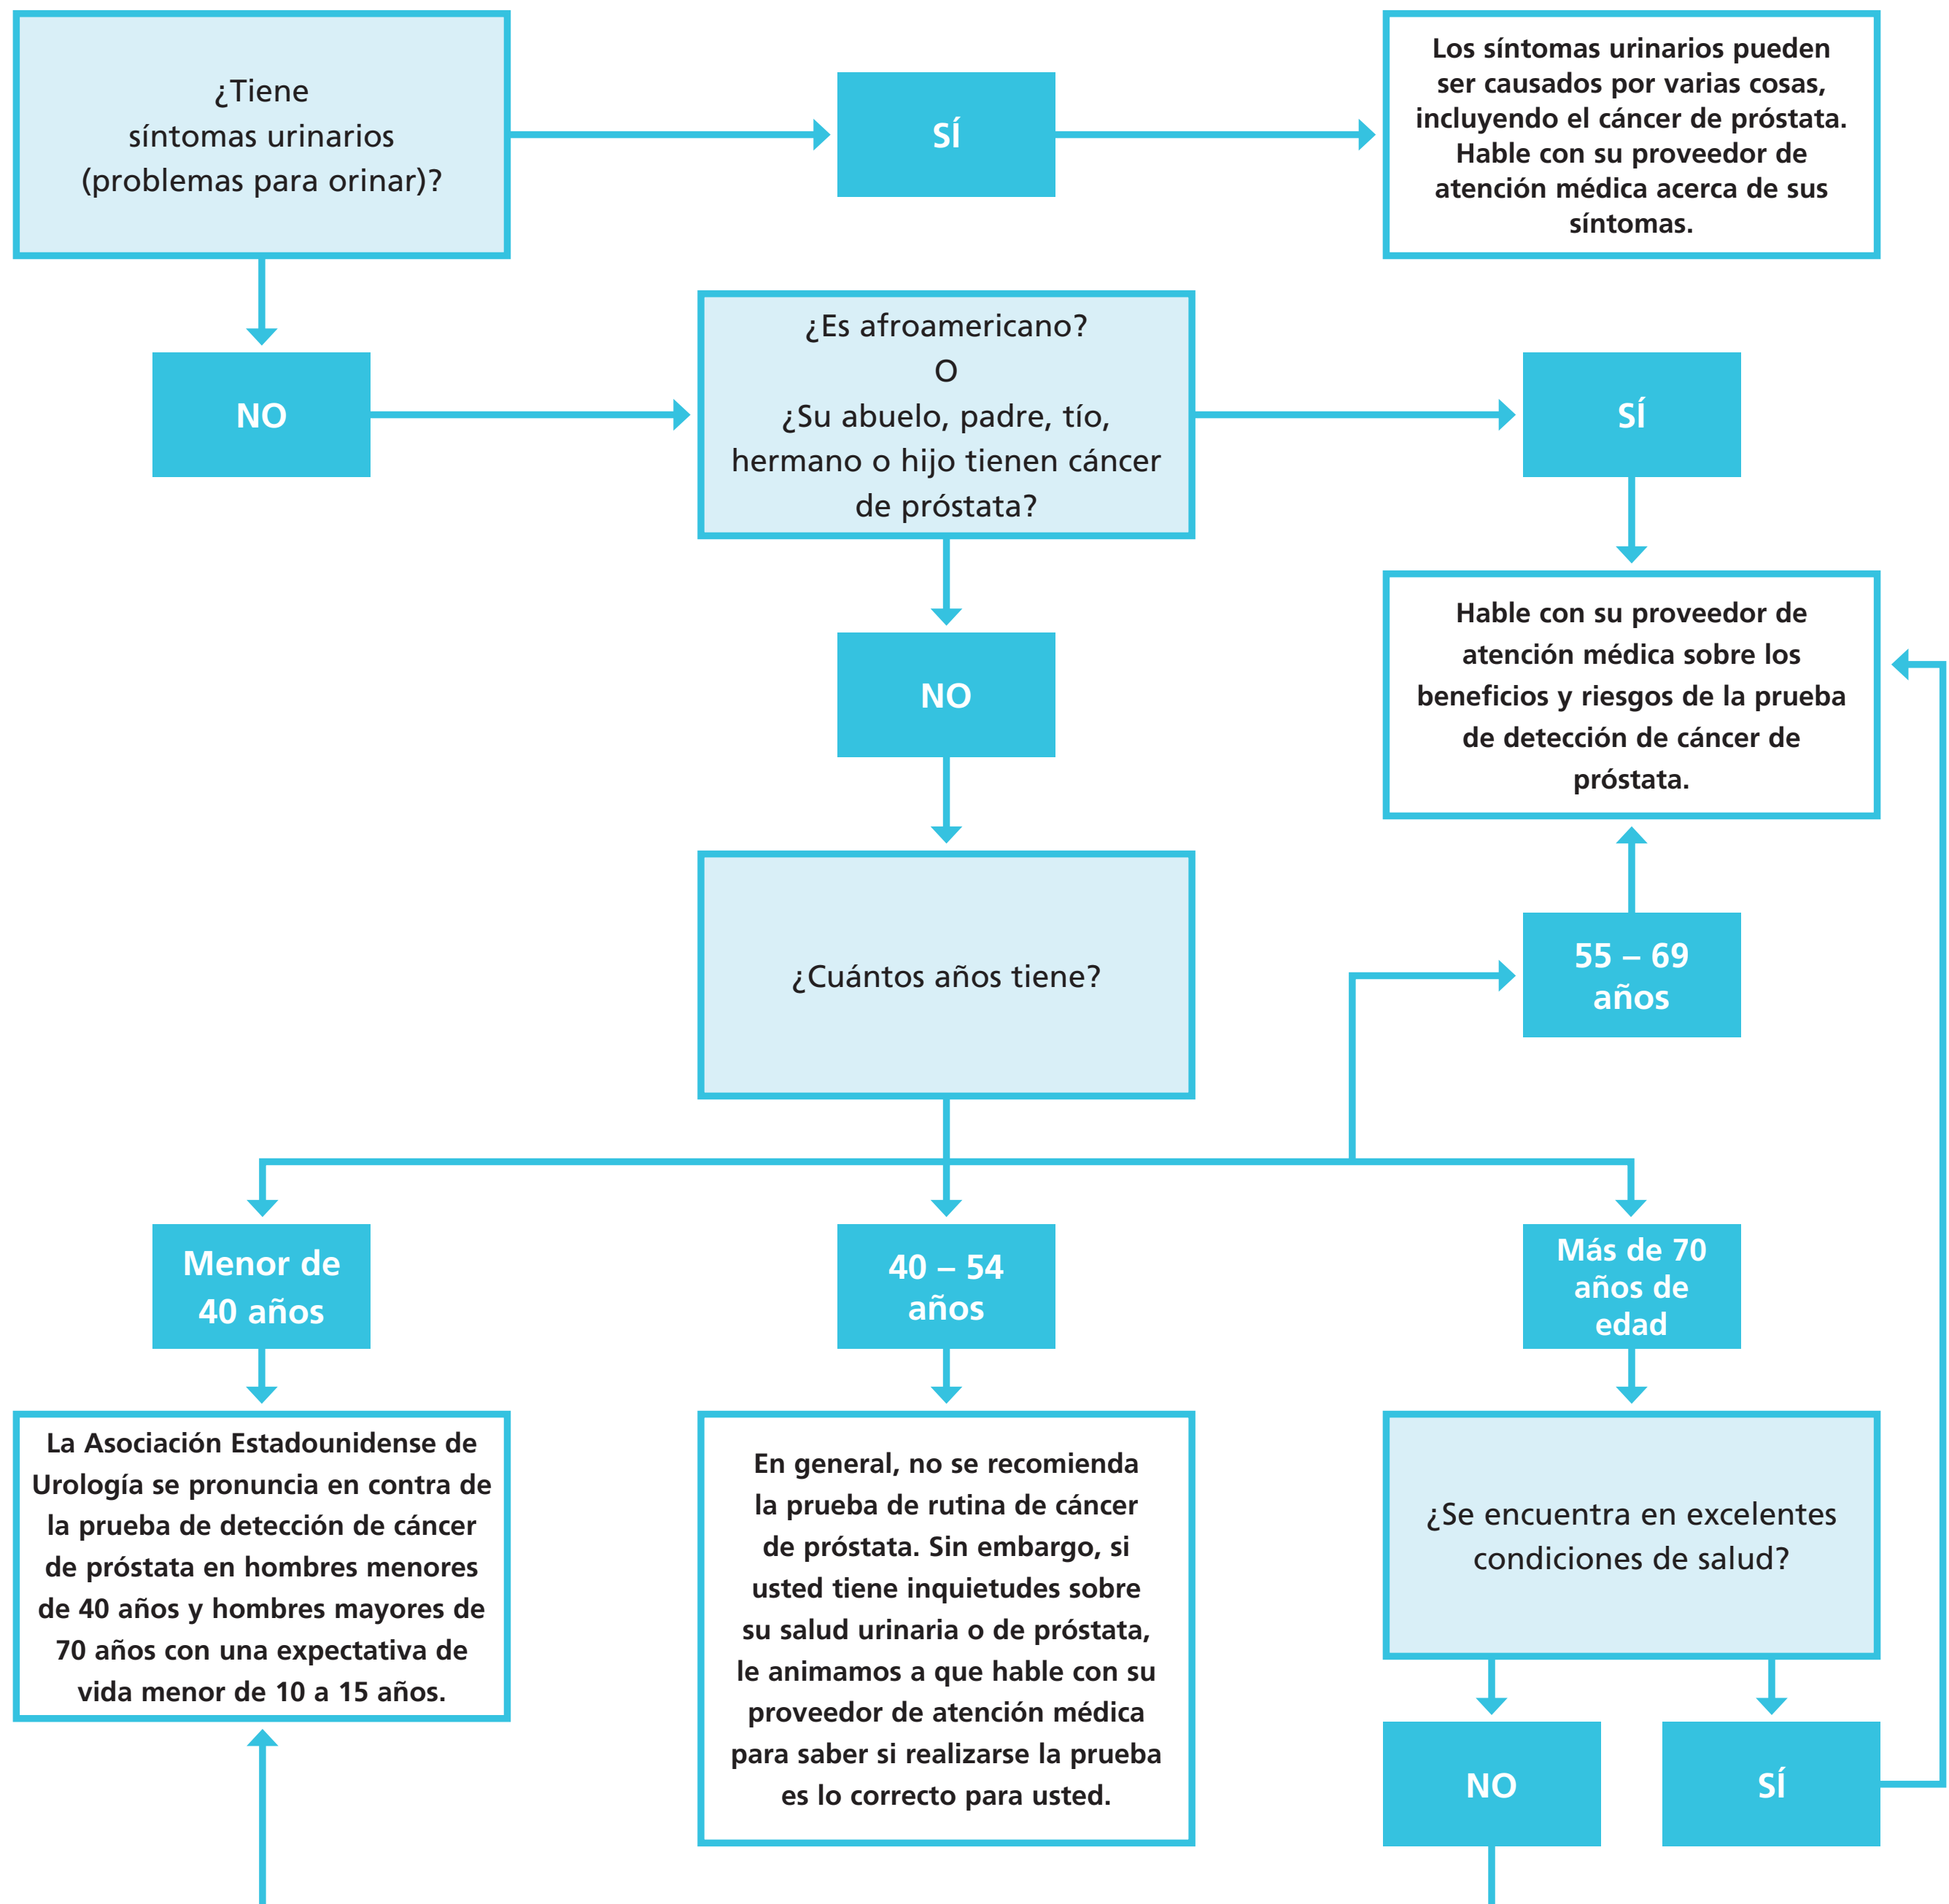 ¿Tiene
síntomas urinarios
(problemas para orinar)?
SÍ
Los síntomas urinarios pueden
ser causados por varias cosas,
incluyendo el cáncer de próstata.
Hable con su proveedor de
atención médica acerca de sus
síntomas.
NO
¿Es afroamericano?
O
¿Su abuelo, padre, tío,
hermano o hijo tienen cáncer
de próstata?
SÍ
NO
Hable con su proveedor de
atención médica sobre los
beneficios y riesgos de la prueba
de detección de cáncer de
próstata.
¿Cuántos años tiene?
55 – 69
años
Menor de
40 años
40 – 54
años
Más de 70
años de
edad
La Asociación Estadounidense de
Urología se pronuncia en contra de
la prueba de detección de cáncer
de próstata en hombres menores
de 40 años y hombres mayores de
70 años con una expectativa de
vida menor de 10 a 15 años.
En general, no se recomienda
la prueba de rutina de cáncer
de próstata. Sin embargo, si
usted tiene inquietudes sobre
su salud urinaria o de próstata,
le animamos a que hable con su
proveedor de atención médica
para saber si realizarse la prueba
es lo correcto para usted.
¿Se encuentra en excelentes
condiciones de salud?
NO
SÍ